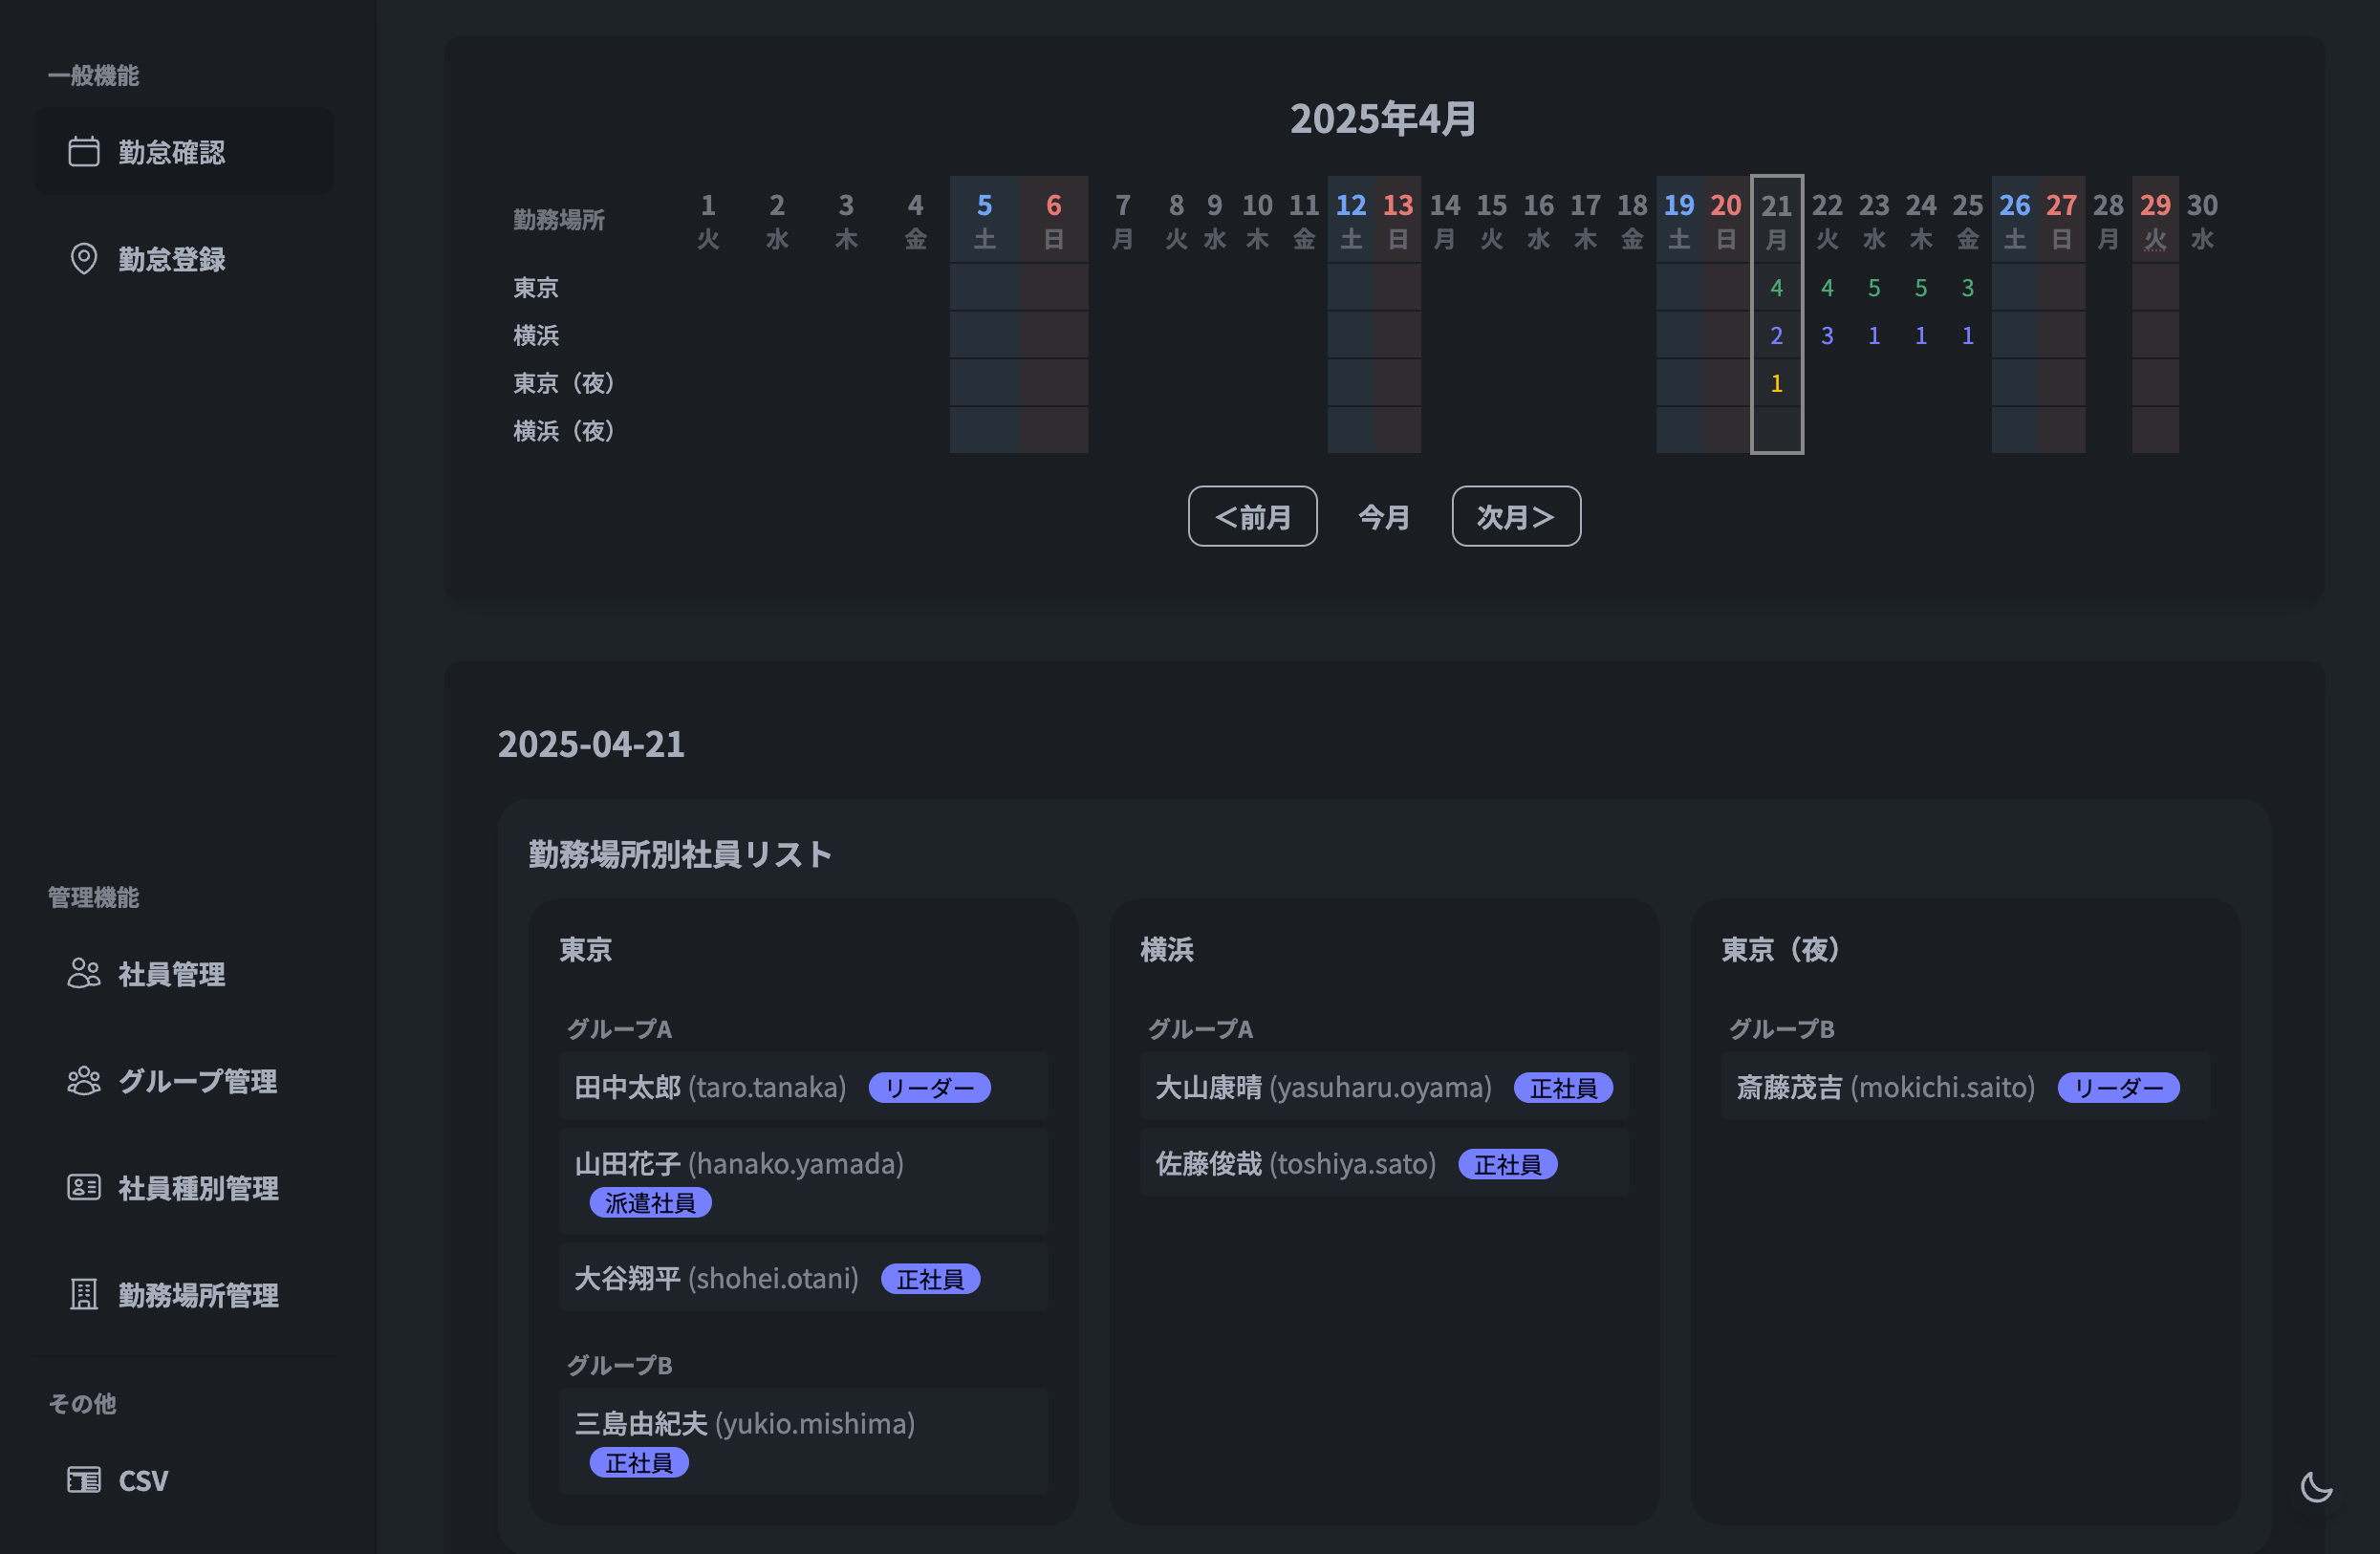 一般機能
勤怠確認
勤怠登録
管理機能
社員管理
グループ管理
社員種別管理
勤務場所管理
その他
CSV
2025年4月
勤務場所 1 2 3 4 5 6 7 8 9 10 11 12 13 14 15 16 17 18 19 20 21 22 23 24 25 26 27 28 29 30
火 水 木 金 土 日 月 火 水 木 金 土 日 月 火 水 木 金 土 日 月 火 水 木 金 土 日 月 火 水
東京 4 4 5 5 3
横浜 2 3 1 1 1
東京（夜） 1
横浜（夜）
＜前月 今月 次月＞
2025-04-21
勤務場所別社員リスト
東京
グループA
田中太郎 (taro.tanaka) リーダー
山田花子 (hanako.yamada)
派遣社員
大谷翔平 (shohei.otani) 正社員
グループB
三島由紀夫 (yukio.mishima)
正社員
横浜
グループA
大山康晴 (yasuharu.oyama) 正社員
佐藤俊哉 (toshiya.sato) 正社員
東京（夜）
グループB
斎藤茂吉 (mokichi.saito) リーダー